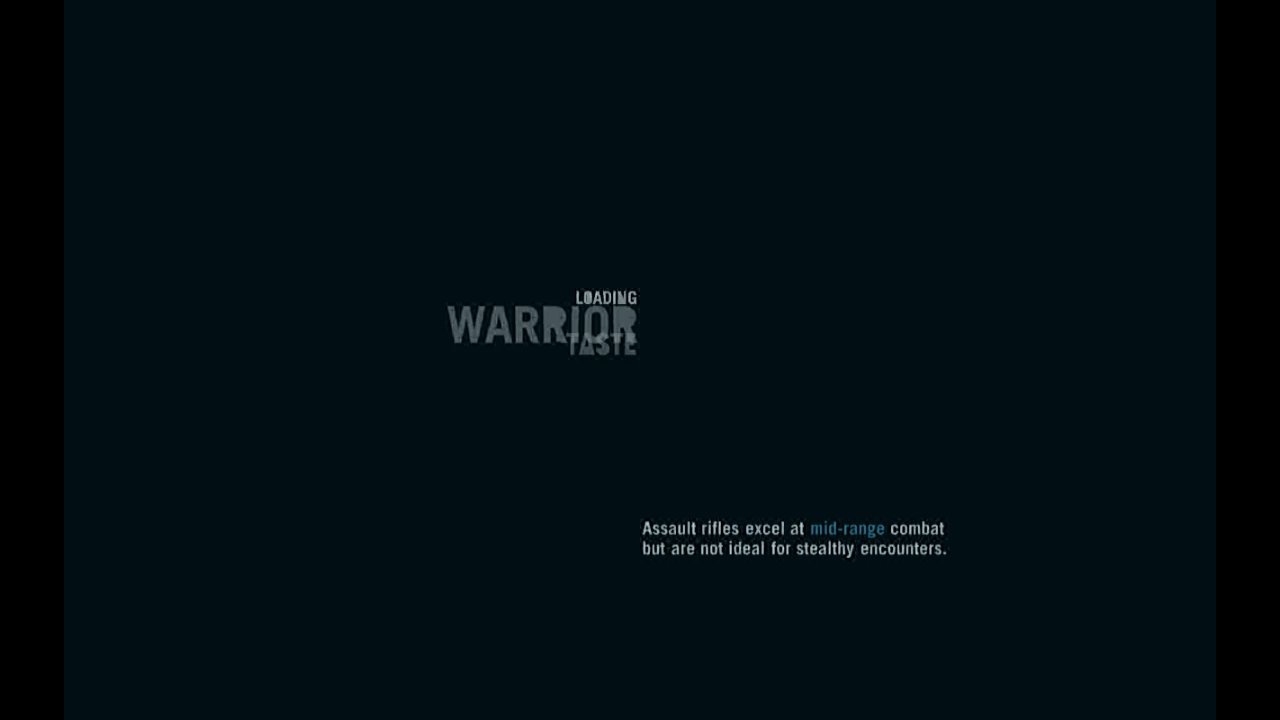 LOADING
WARRIOR
TASTE
Assault rifles excel at mid-range combat
but are not ideal for stealthy encounters.